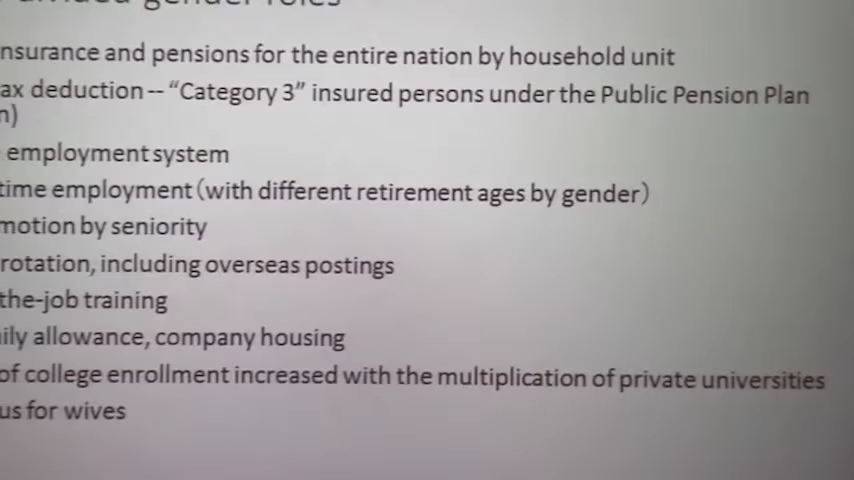 gender roles
nsurance and pensions for the entire nation by household unit
ax deduction -- “Category 3” insured persons under the Public Pension Plan
n)
employment system
time employment (with different retirement ages by gender)
motion by seniority
rotation, including overseas postings
the-job training
ily allowance, company housing
of college enrollment increased with the multiplication of private universities
us for wives